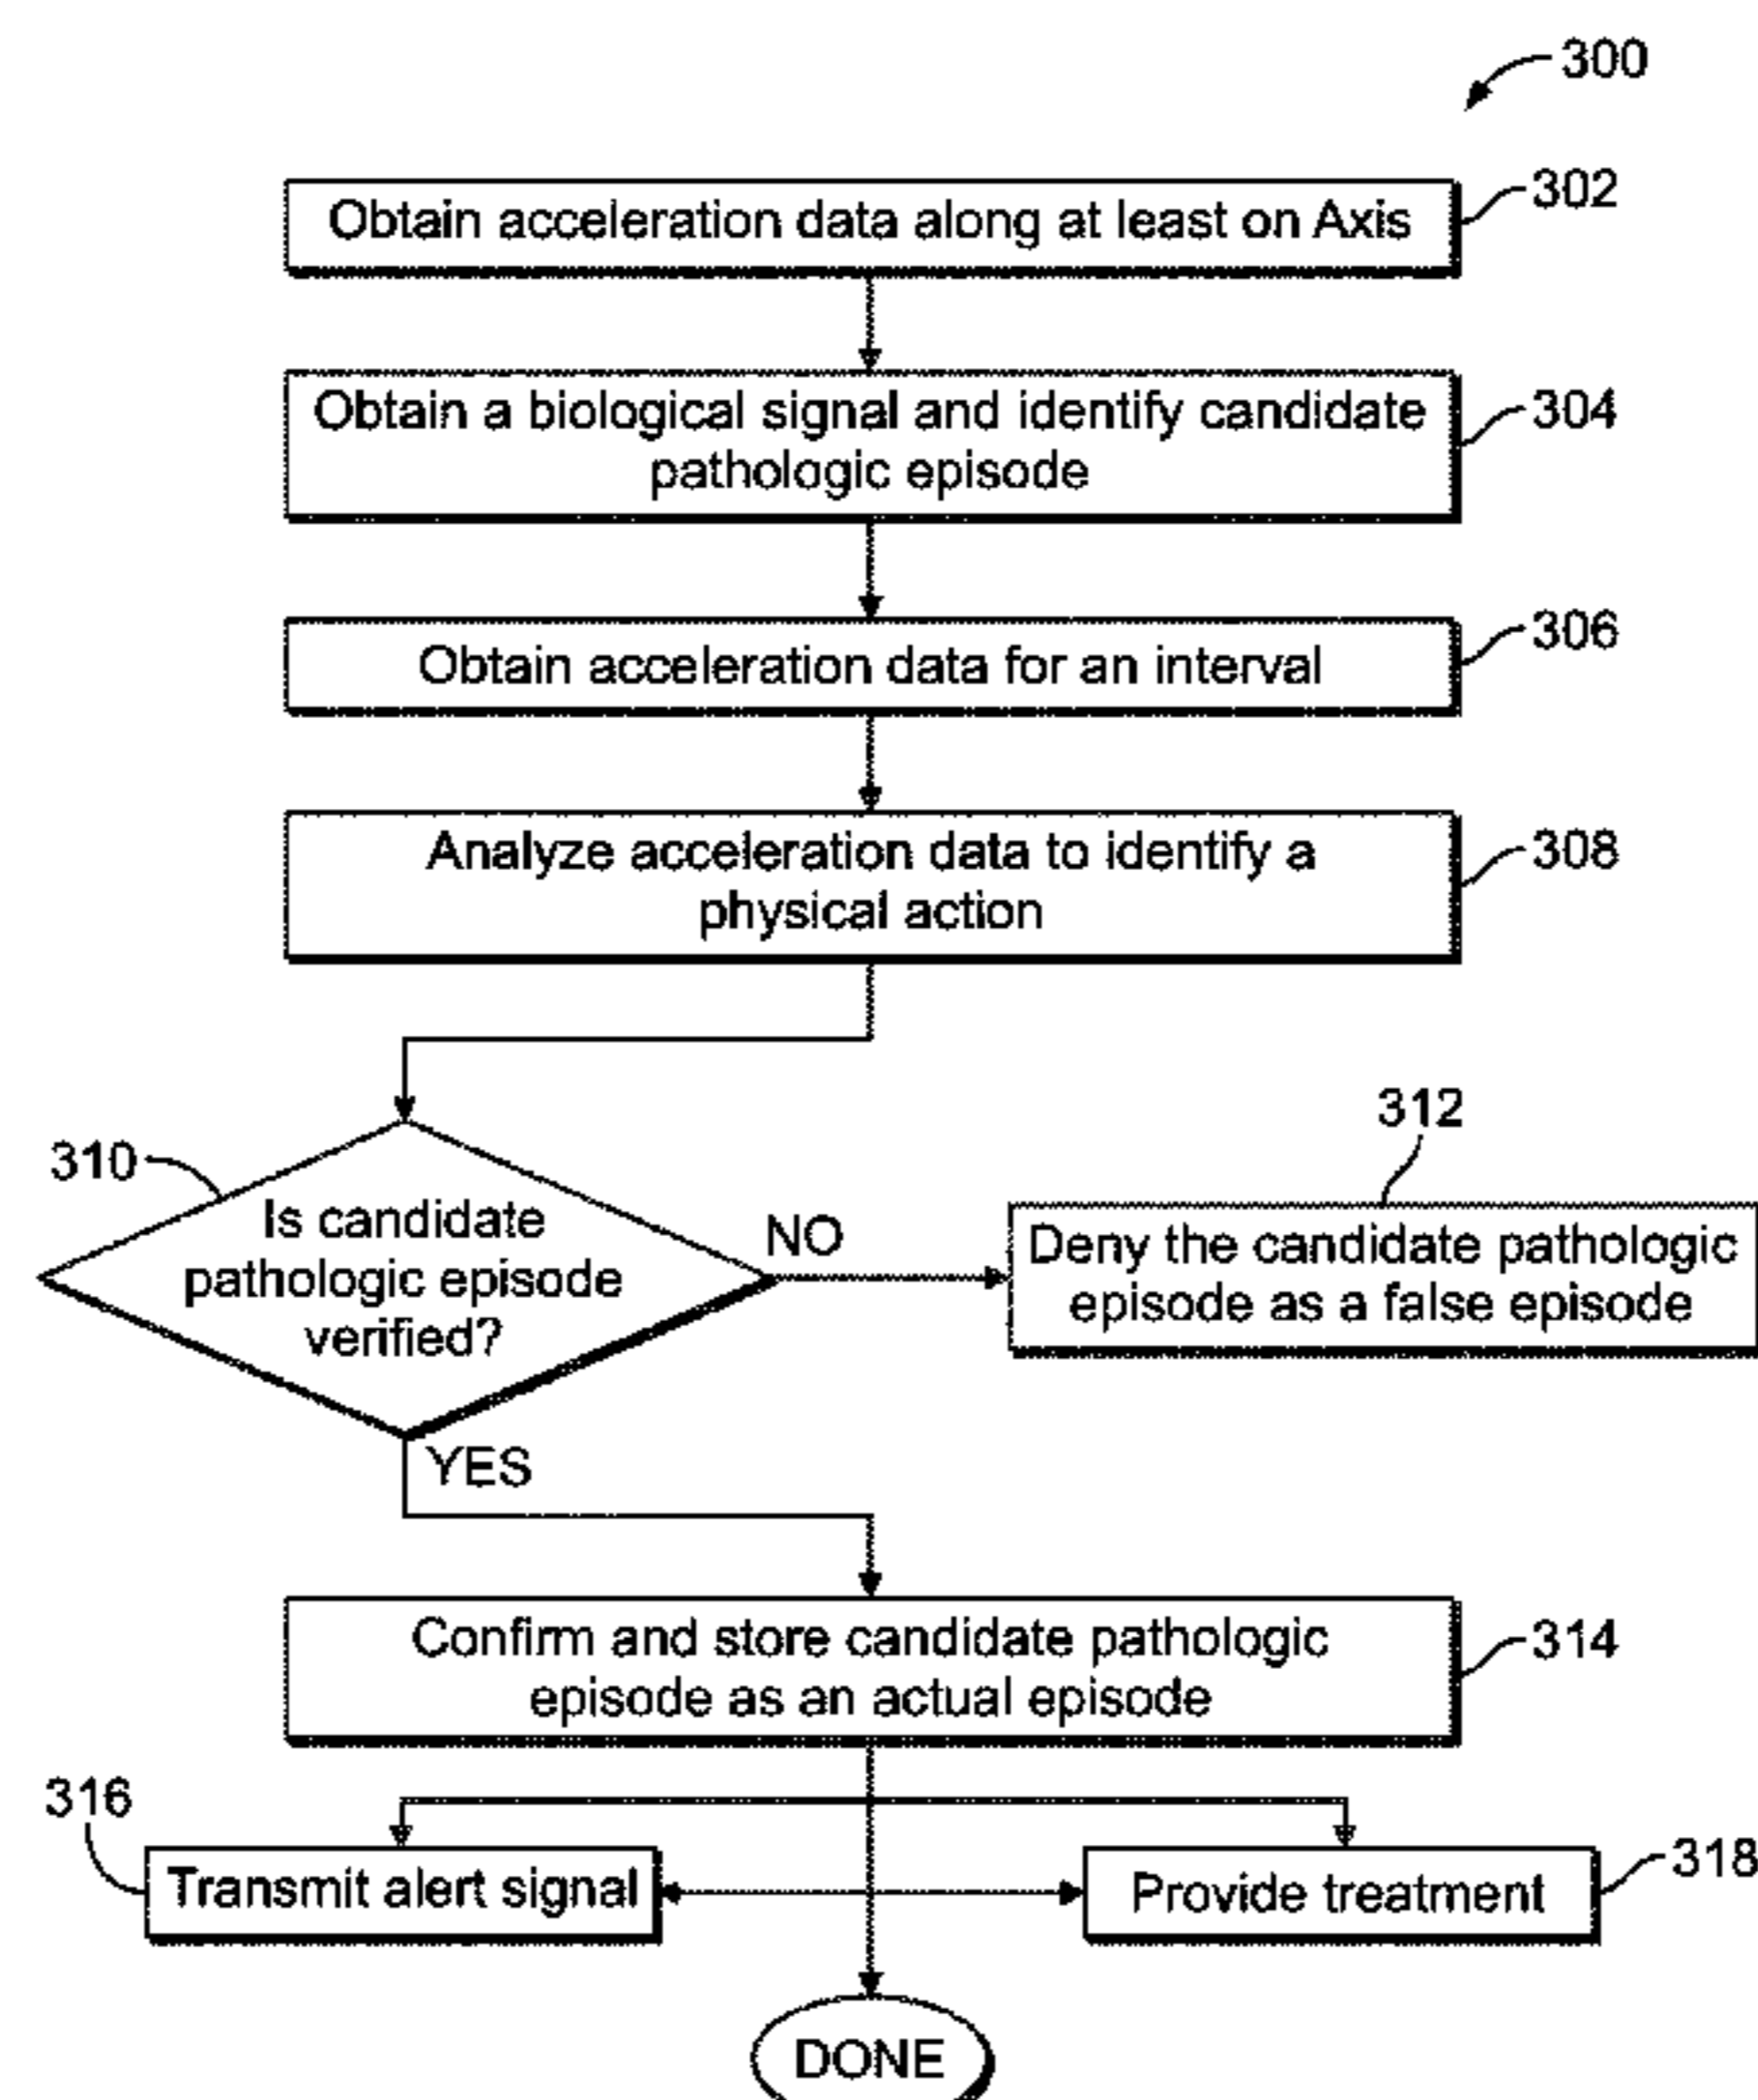 300
302
Obtain acceleration data along at least on Axis
304
Obtain a biological signal and identify candidate
pathologic episode
306
Obtain acceleration data for an interval
308
Analyze acceleration data to identify a
physical action
310
Is candidate
pathologic episode
verified?
NO
312
Deny the candidate pathologic
episode as a false episode
YES
314
Confirm and store candidate pathologic
episode as an actual episode
316
Transmit alert signal
318
Provide treatment
DONE